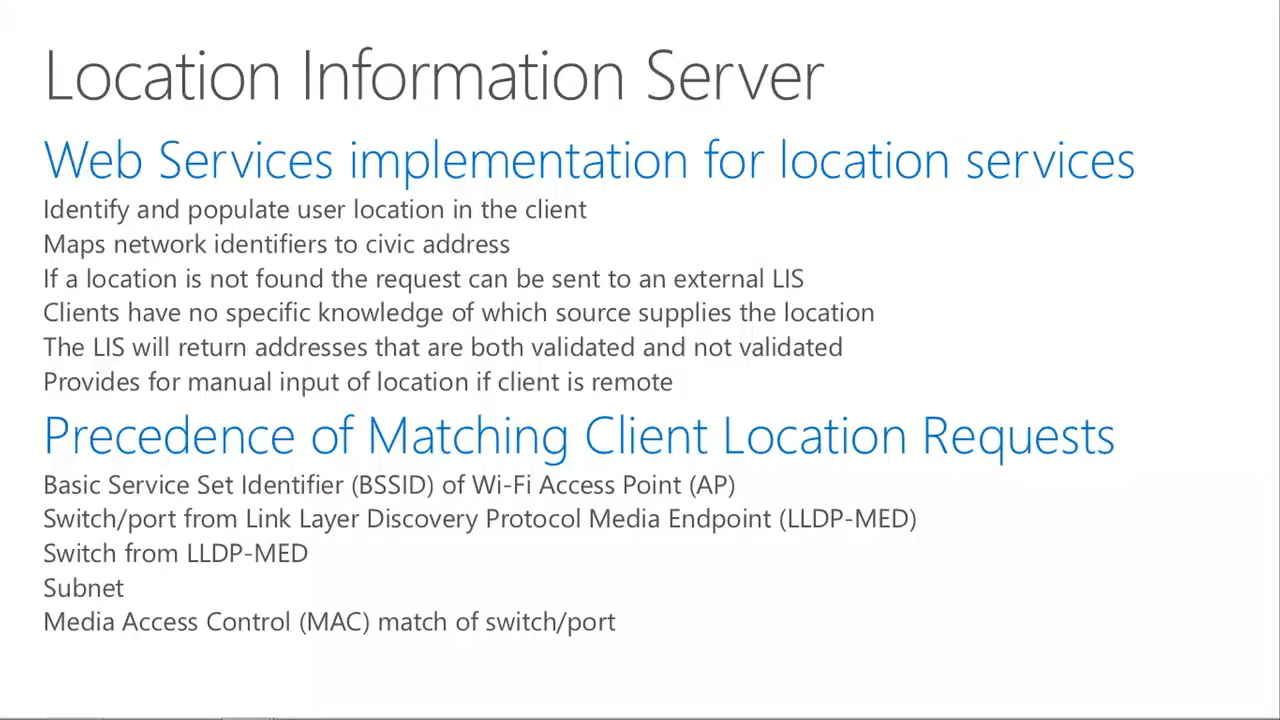 Location Information Server
Web Services implementation for location services
Identify and populate user location in the client
Maps network identifiers to civic address
If a location is not found the request can be sent to an external LIS
Clients have no specific knowledge of which source supplies the location
The LIS will return addresses that are both validated and not validated
Provides for manual input of location if client is remote
Precedence of Matching Client Location Requests
Basic Service Set Identifier (BSSID) of Wi-Fi Access Point (AP)
Switch/port from Link Layer Discovery Protocol Media Endpoint (LLDP-MED)
Switch from LLDP-MED
Subnet
Media Access Control (MAC) match of switch/port